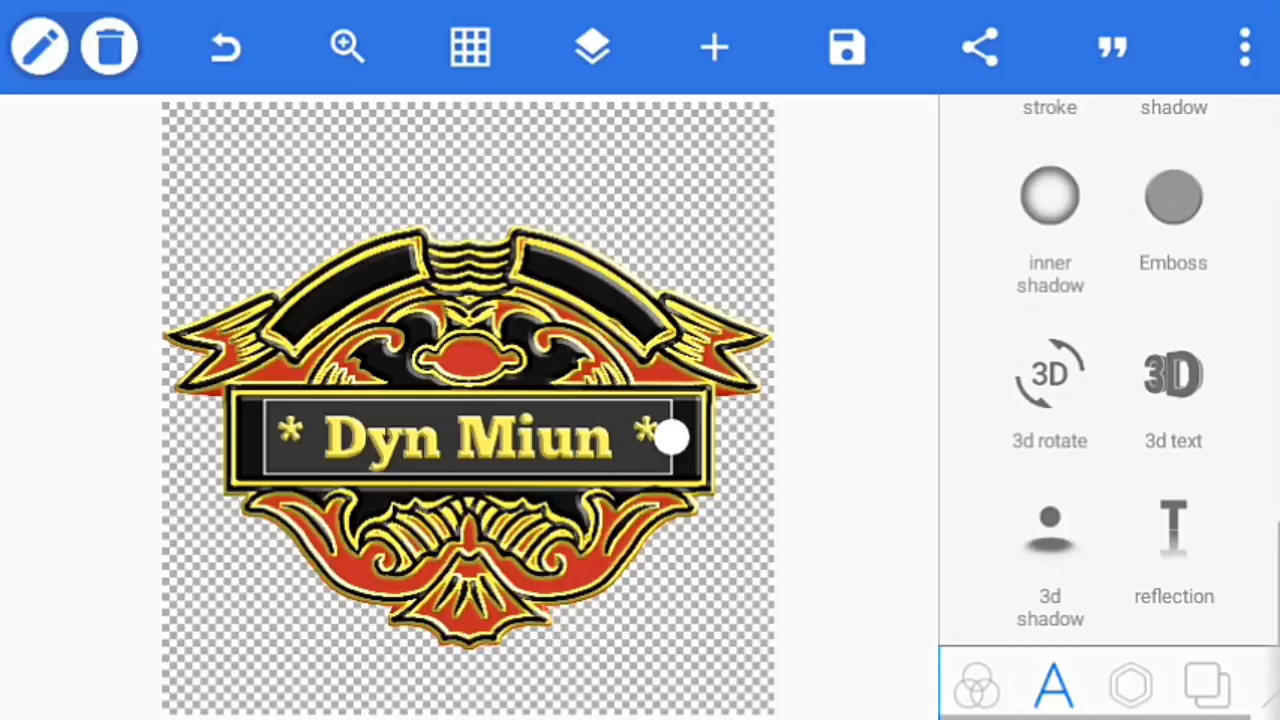 stroke
shadow
inner shadow
Emboss
3D
3d rotate
3D
3d text
3d shadow
T
reflection
* Dyn Miun *
A